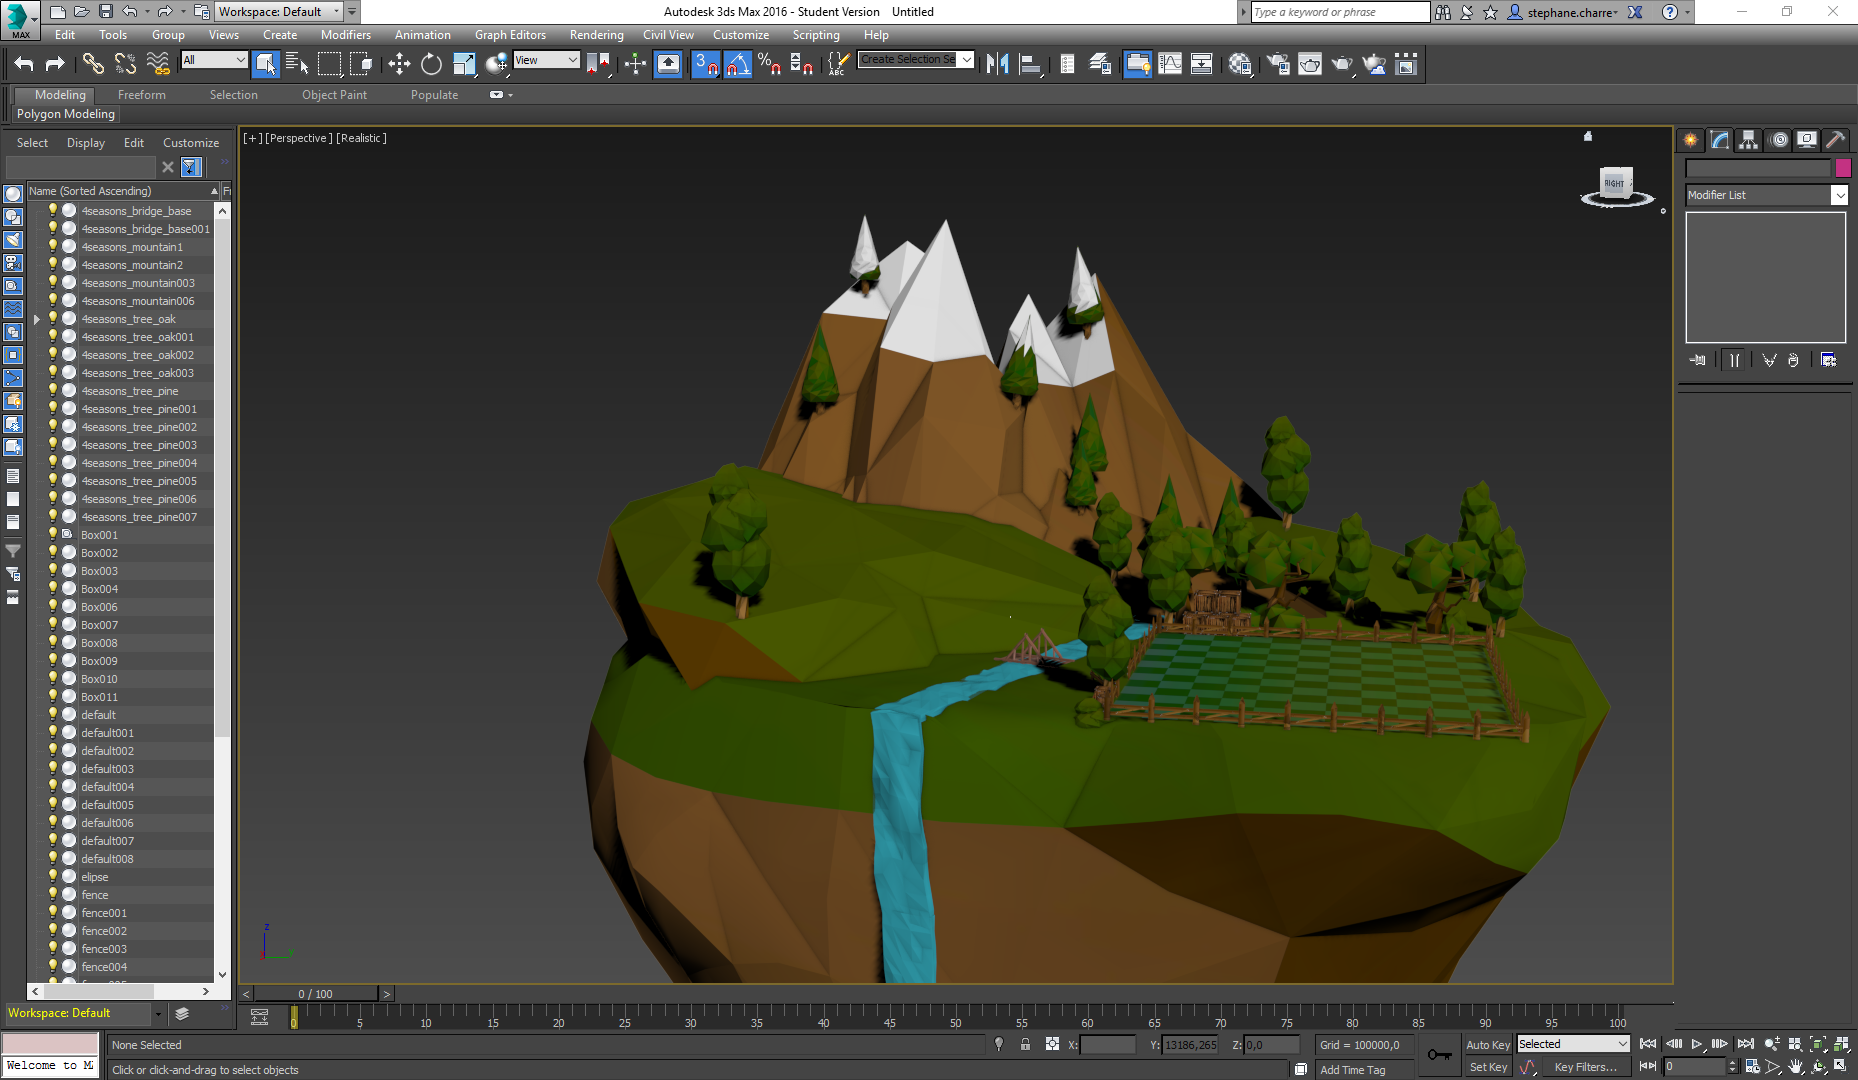 MAX
Workspace: Default
Autodesk 3ds Max 2016 - Student Version    Untitled
Type a keyword or phrase
stephane.charre
Edit
Tools
Group
Views
Create
Modifiers
Animation
Graph Editors
Rendering
Civil View
Customize
Scripting
Help
All
View
3
ABC
Create Selection Se
Modeling
Freeform
Selection
Object Paint
Populate
Polygon Modeling
Select
Display
Edit
Customize
Name (Sorted Ascending)
4seasons_bridge_base
4seasons_bridge_base001
4seasons_mountain1
4seasons_mountain2
4seasons_mountain003
4seasons_mountain006
4seasons_tree_oak
4seasons_tree_oak001
4seasons_tree_oak002
4seasons_tree_oak003
4seasons_tree_pine
4seasons_tree_pine001
4seasons_tree_pine002
4seasons_tree_pine003
4seasons_tree_pine004
4seasons_tree_pine005
4seasons_tree_pine006
4seasons_tree_pine007
Box001
Box002
Box003
Box004
Box006
Box007
Box008
Box009
Box010
Box011
default
default001
default002
default003
default004
default005
default006
default007
default008
elipse
fence
fence001
fence002
fence003
fence004
[+] [Perspective ] [Realistic ]
RIGHT
z
Modifier List
Workspace: Default
0 / 100
0 5 10 15 20 25 30 35 40 45 50 55 60 65 70 75 80 85 90 95 100
Welcome to M
None Selected
Click or click-and-drag to select objects
X:
Y: 13186,265
Z: 0,0
Grid = 100000,0
Add Time Tag
Auto Key
Selected
Set Key
Key Filters...
0